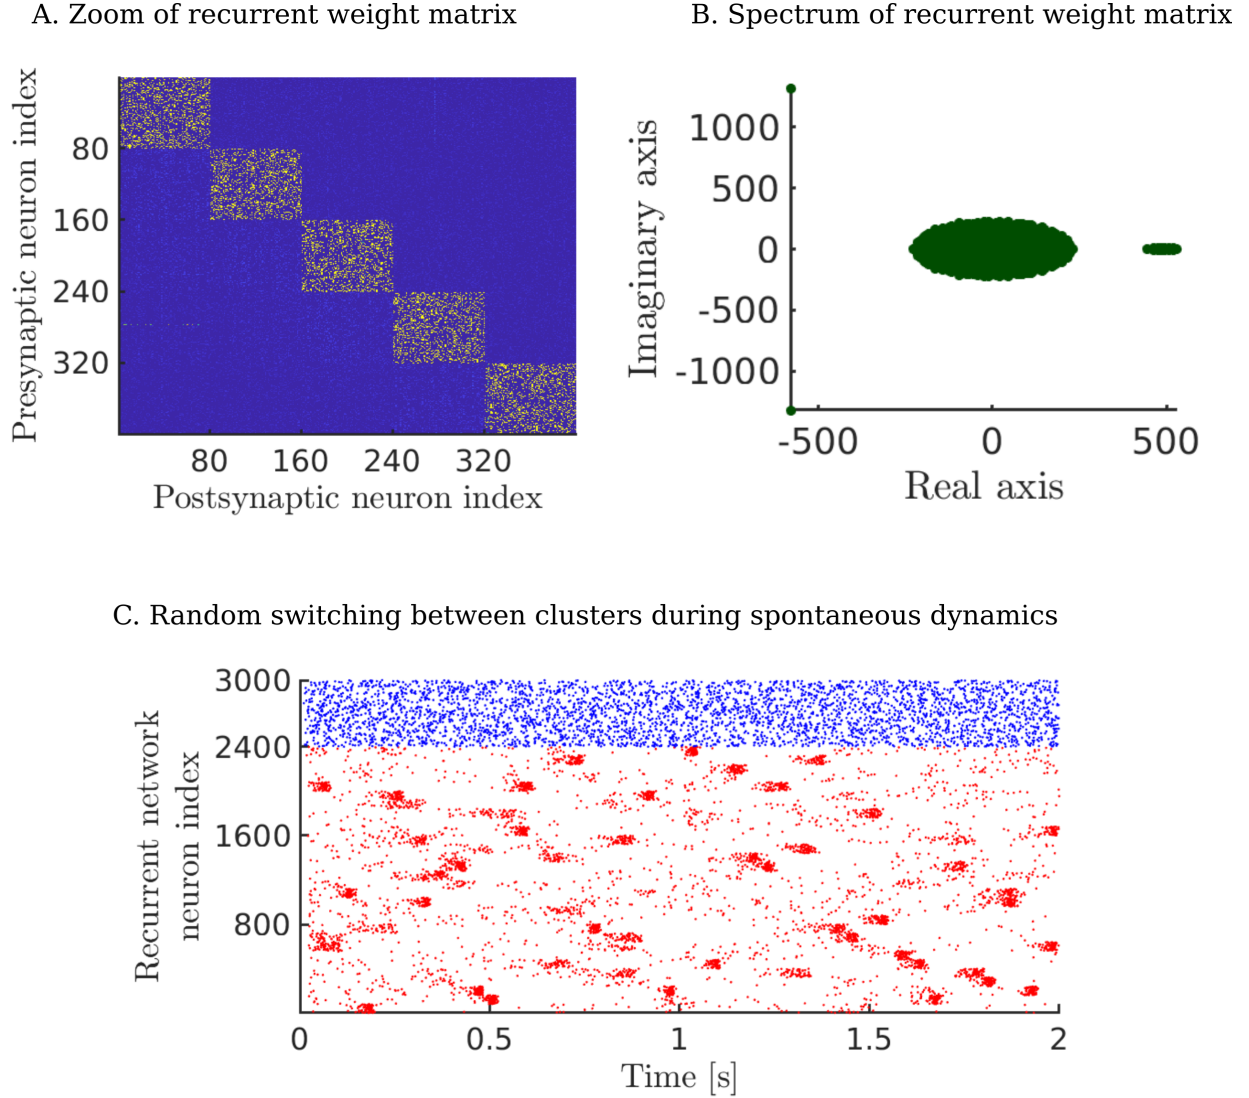 A. Zoom of recurrent weight matrix
Presynaptic neuron index
80
160
240
320
80 160 240 320
Postsynaptic neuron index
B. Spectrum of recurrent weight matrix
Imaginary axis
1000
500
0
-500
-1000
-500 0 500
Real axis
C. Random switching between clusters during spontaneous dynamics
Recurrent network
neuron index
3000
2400
1600
800
0 0.5 1 1.5 2
Time [s]